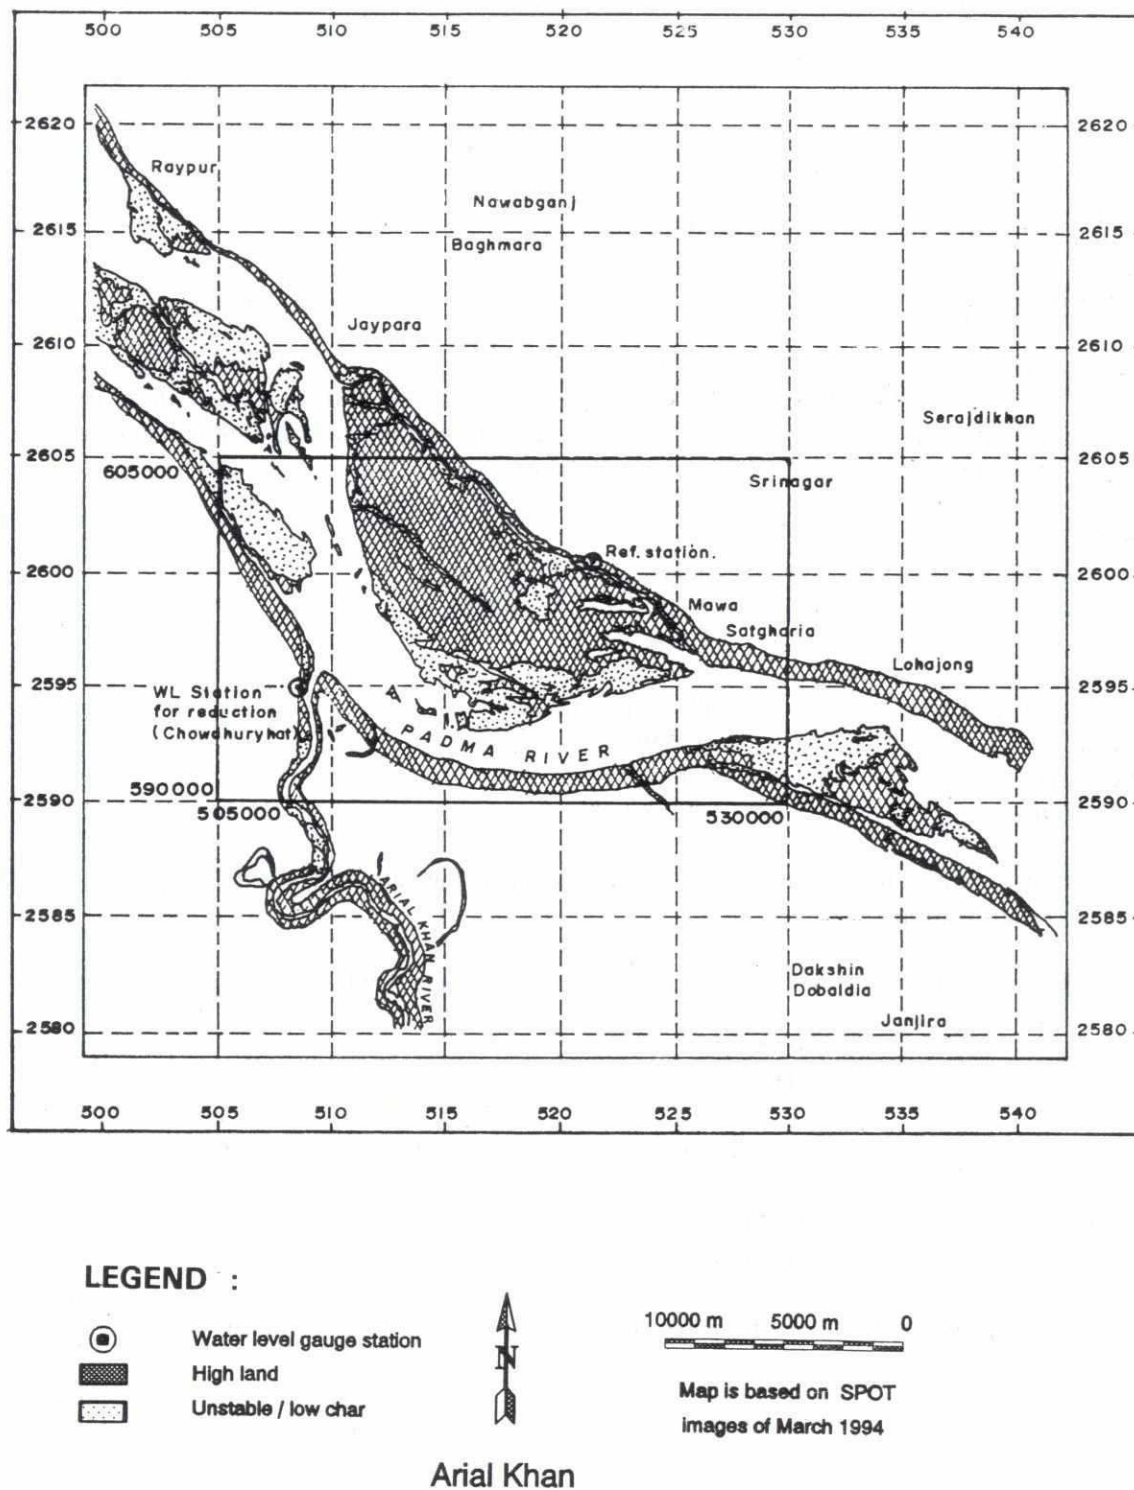 500 505 510 515 520 525 530 535 540
2620 2620
Raypur
Nawabganj
2615 2615
Baghmara
Jaypara
2610 2610
Serajdikhan
2605 2605
605000
Srinagar
Ref. station.
2600 2600
Mawa
Satgharia
Lohajong
2595 2595
WL Station
for reduction
(Chowdhuryhat)
PADMA RIVER
590000
2590 2590
505000 530000
ARIAL KHAN RIVER
2585 2585
Dakshin
Dobaldia
Janjira
2580 2580
500 505 510 515 520 525 530 535 540
LEGEND :
Water level gauge station
High land
Unstable / low char
N
10000 m 5000 m 0
Map is based on SPOT
images of March 1994
Arial Khan